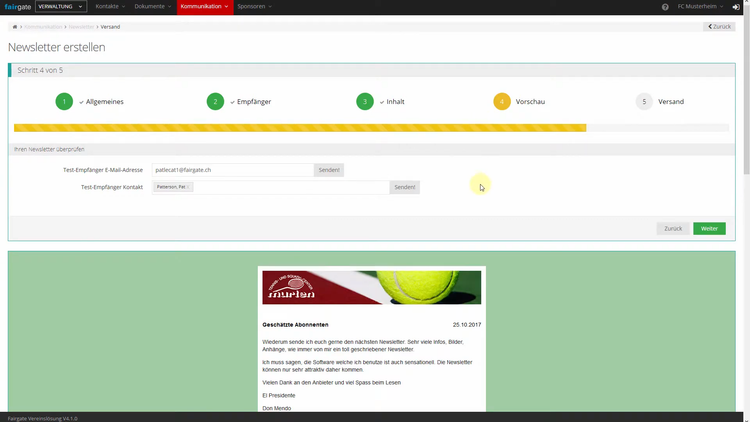 fairgate VERWALTUNG Kontakte Dokumente Kommunikation Sponsoren FC Musterheim
Kommunikation Newsletter Versand Zurück
Newsletter erstellen
Schritt 4 von 5
1 Allgemeines 2 Empfänger 3 Inhalt 4 Vorschau 5 Versand
Ihren Newsletter überprüfen
Test-Empfänger E-Mail-Adresse patlecat1@fairgate.ch Senden!
Test-Empfänger Kontakt Petterson, Pat Senden!
Zurück Weiter
murten
Geschätzte Abonnenten 25.10.2017
Wiederum sende ich euch gerne den nächsten Newsletter. Sehr viele Infos, Bilder,
Anhänge, wie immer von mir ein toll geschriebener Newsletter.
Ich muss sagen, die Software welche ich benutze ist auch sensationell. Die Newsletter
können nur sehr attraktiv daher kommen.
Vielen Dank an den Anbieter und viel Spass beim Lesen
El Presidente
Don Mendo
Fairgate Vereinslösung V4.1.0